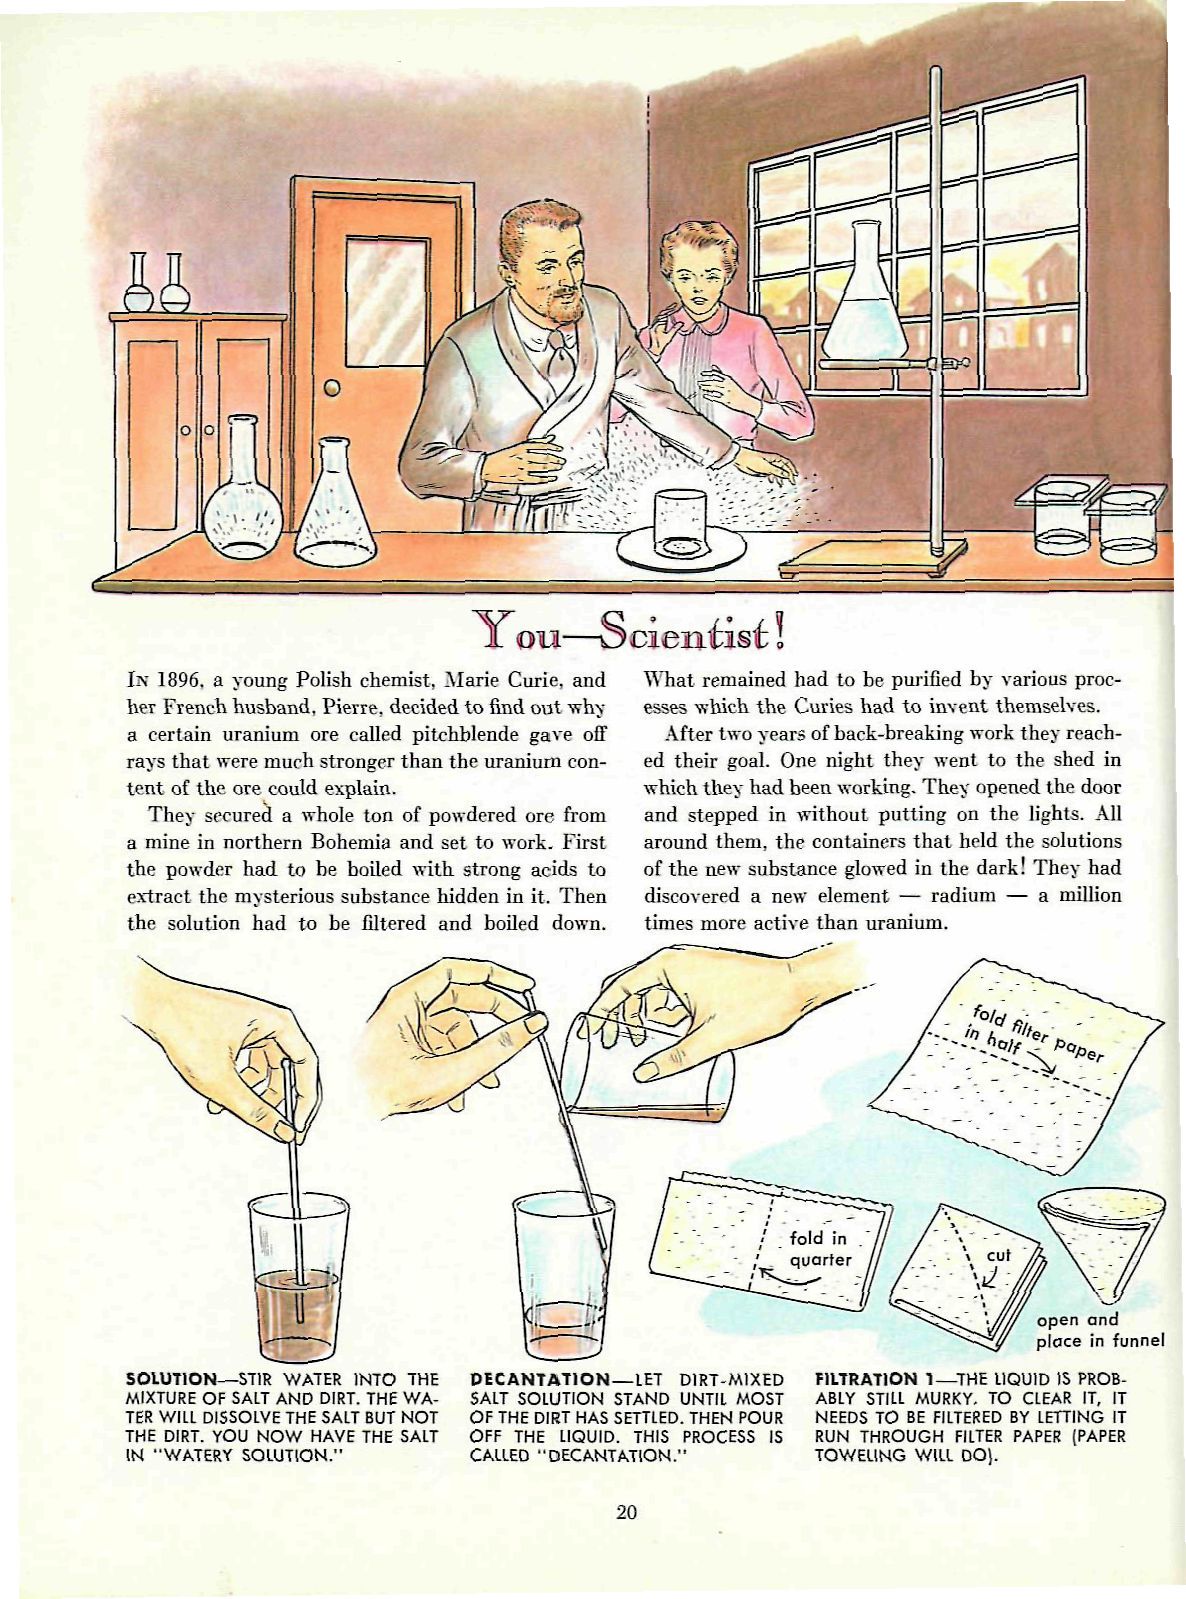 You—Scientist!
IN 1896, a young Polish chemist, Marie Curie, and
her French husband, Pierre, decided to find out why
a certain uranium ore called pitchblende gave off
rays that were much stronger than the uranium con-
tent of the ore could explain.
They secured a whole ton of powdered ore from
a mine in northern Bohemia and set to work. First
the powder had to be boiled with strong acids to
extract the mysterious substance hidden in it. Then
the solution had to be filtered and boiled down.
What remained had to be purified by various proc-
esses which the Curies had to invent themselves.
After two years of back-breaking work they reach-
ed their goal. One night they went to the shed in
which they had been working. They opened the door
and stepped in without putting on the lights. All
around them, the containers that held the solutions
of the new substance glowed in the dark! They had
discovered a new element — radium — a million
times more active than uranium.
fold filter paper
in half
fold in
quarter
cut
open and
place in funnel
SOLUTION—STIR WATER INTO THE
MIXTURE OF SALT AND DIRT. THE WA-
TER WILL DISSOLVE THE SALT BUT NOT
THE DIRT. YOU NOW HAVE THE SALT
IN "WATERY SOLUTION."
DECANTATION—LET DIRT-MIXED
SALT SOLUTION STAND UNTIL MOST
OF THE DIRT HAS SETTLED. THEN POUR
OFF THE LIQUID. THIS PROCESS IS
CALLED "DECANTATION."
FILTRATION 1—THE LIQUID IS PROB-
ABLY STILL MURKY. TO CLEAR IT, IT
NEEDS TO BE FILTERED BY LETTING IT
RUN THROUGH FILTER PAPER (PAPER
TOWELING WILL DO).
20